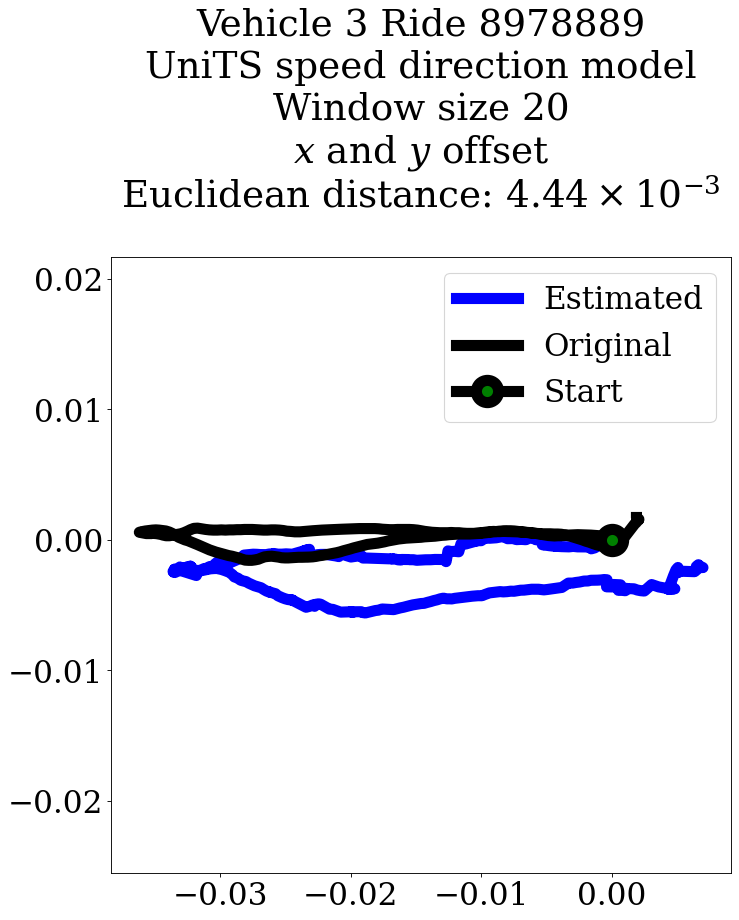 Vehicle 3 Ride 8978889
UniTS speed direction model
Window size 20
x and y offset
Euclidean distance: 4.44 × 10⁻³
Estimated
Original
Start
0.02
0.01
0.00
−0.01
−0.02
−0.03 −0.02 −0.01 0.00